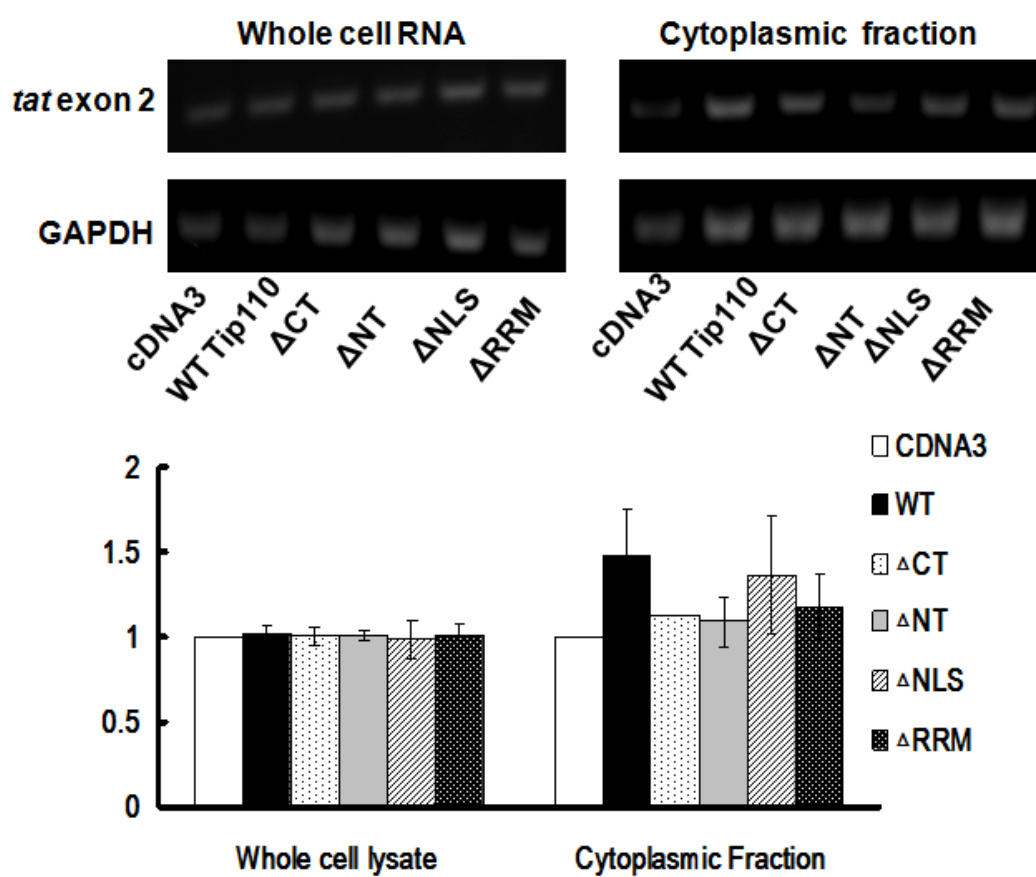 Whole cell RNA
Cytoplasmic fraction
tat exon 2
GAPDH
cDNA3
WT Tip110
ΔCT
ΔNT
ΔNLS
ΔRRM
cDNA3
WT Tip110
ΔCT
ΔNT
ΔNLS
ΔRRM
2
1.5
1
0.5
0
CDNA3
WT
ΔCT
ΔNT
ΔNLS
ΔRRM
Whole cell lysate
Cytoplasmic Fraction